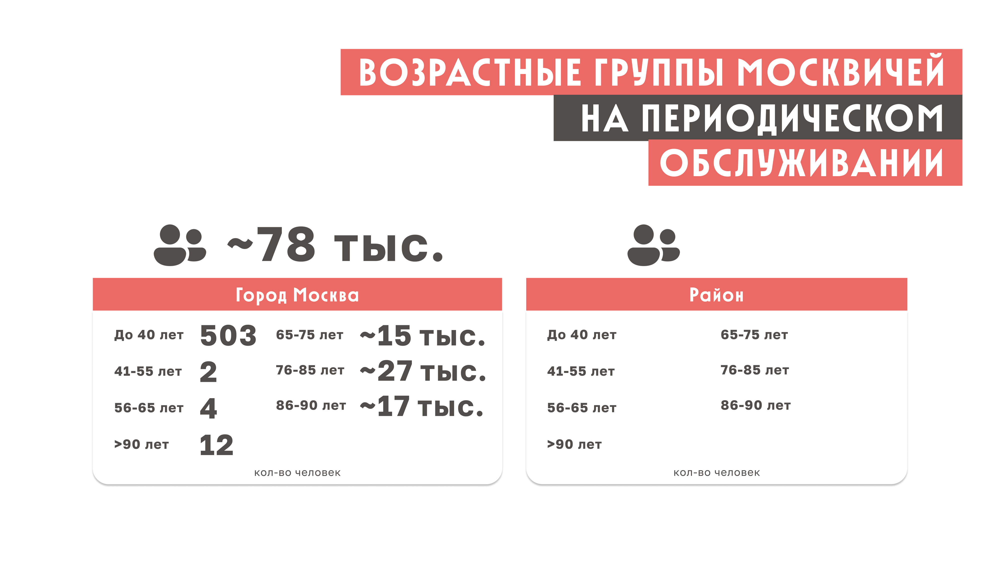 ВОЗРАСТНЫЕ ГРУППЫ МОСКВИЧЕЙ
НА ПЕРИОДИЧЕСКОМ
ОБСЛУЖИВАНИИ
~78 тыс.
Город Москва
До 40 лет 503 65-75 лет ~15 тыс.
41-55 лет 2 76-85 лет ~27 тыс.
56-65 лет 4 86-90 лет ~17 тыс.
>90 лет 12
кол-во человек
Район
До 40 лет 65-75 лет
41-55 лет 76-85 лет
56-65 лет 86-90 лет
>90 лет
кол-во человек